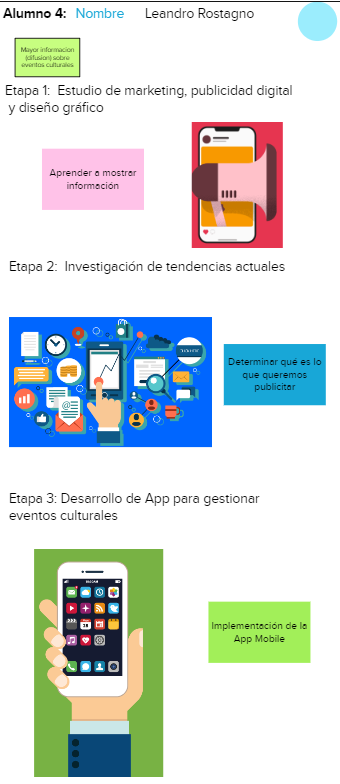 Alumno 4: Nombre Leandro Rostagno
Mayor informacion
(difusion) sobre
eventos culturales
Etapa 1: Estudio de marketing, publicidad digital
y diseño gráfico
Aprender a mostrar
información
Etapa 2: Investigación de tendencias actuales
Determinar qué es lo
que queremos
publicitar
Etapa 3: Desarrollo de App para gestionar
eventos culturales
Implementación de la
App Mobile